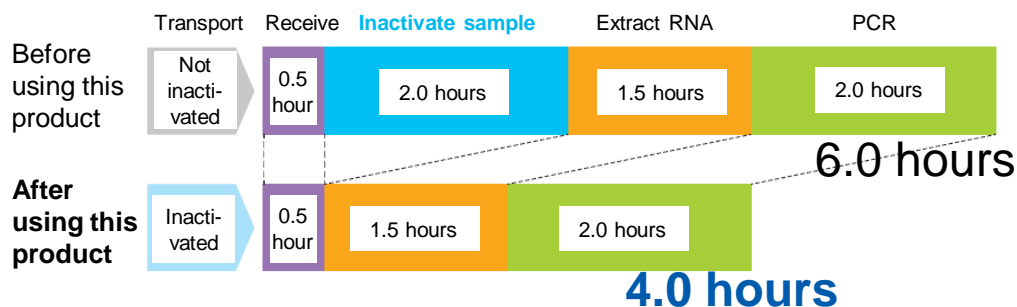 Transport
Receive
Inactivate sample
Extract RNA
PCR
Before
using this
product
Not
inacti-
vated
0.5
hour
2.0 hours
1.5 hours
2.0 hours
6.0 hours
After
using this
product
Inacti-
vated
0.5
hour
1.5 hours
2.0 hours
4.0 hours